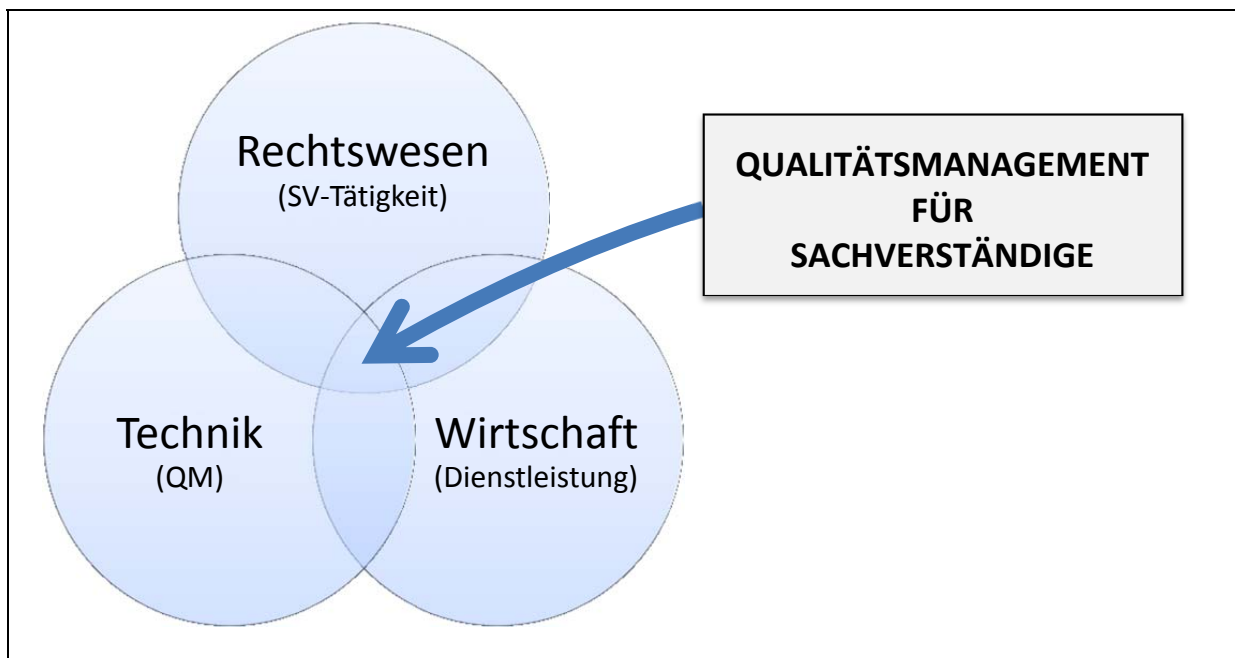 Rechtswesen
(SV-Tätigkeit)
QUALITÄTSMANAGEMENT
FÜR
SACHVERSTÄNDIGE
Technik
(QM)
Wirtschaft
(Dienstleistung)